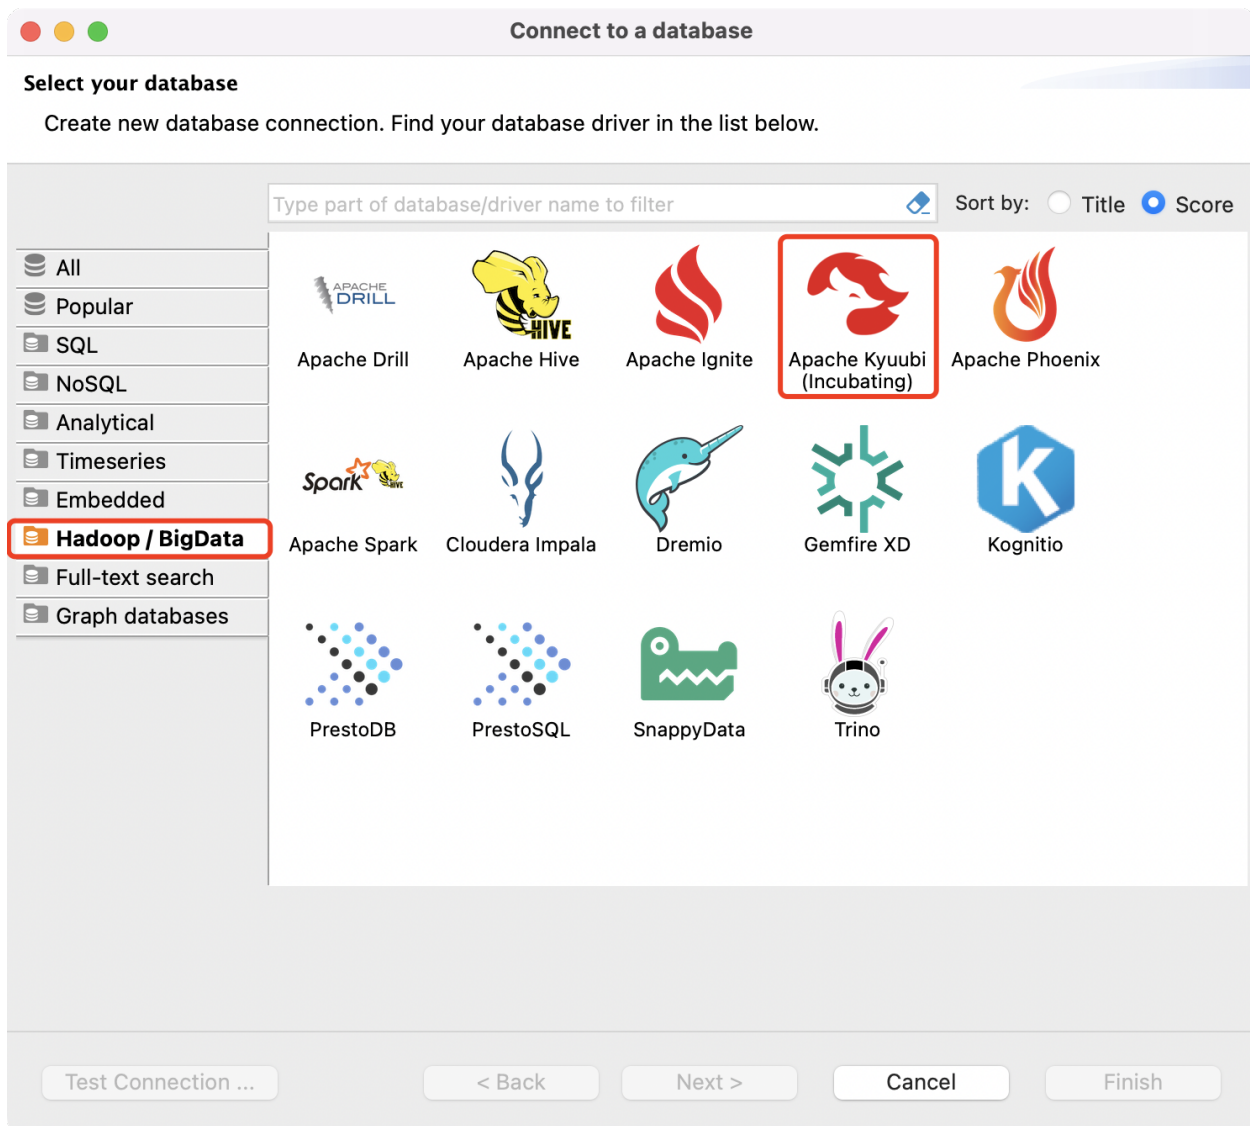 Connect to a database
Select your database
Create new database connection. Find your database driver in the list below.
Type part of database/driver name to filter
Sort by: Title Score
All
Popular
SQL
NoSQL
Analytical
Timeseries
Embedded
Hadoop / BigData
Full-text search
Graph databases
APACHE
DRILL
HIVE
Apache Drill Apache Hive Apache Ignite Apache Kyuubi Apache Phoenix
(Incubating)
Spark HIVE
Apache Spark Cloudera Impala Dremio Gemfire XD Kognitio
PrestoDB PrestoSQL SnappyData Trino
Test Connection ... < Back Next > Cancel Finish